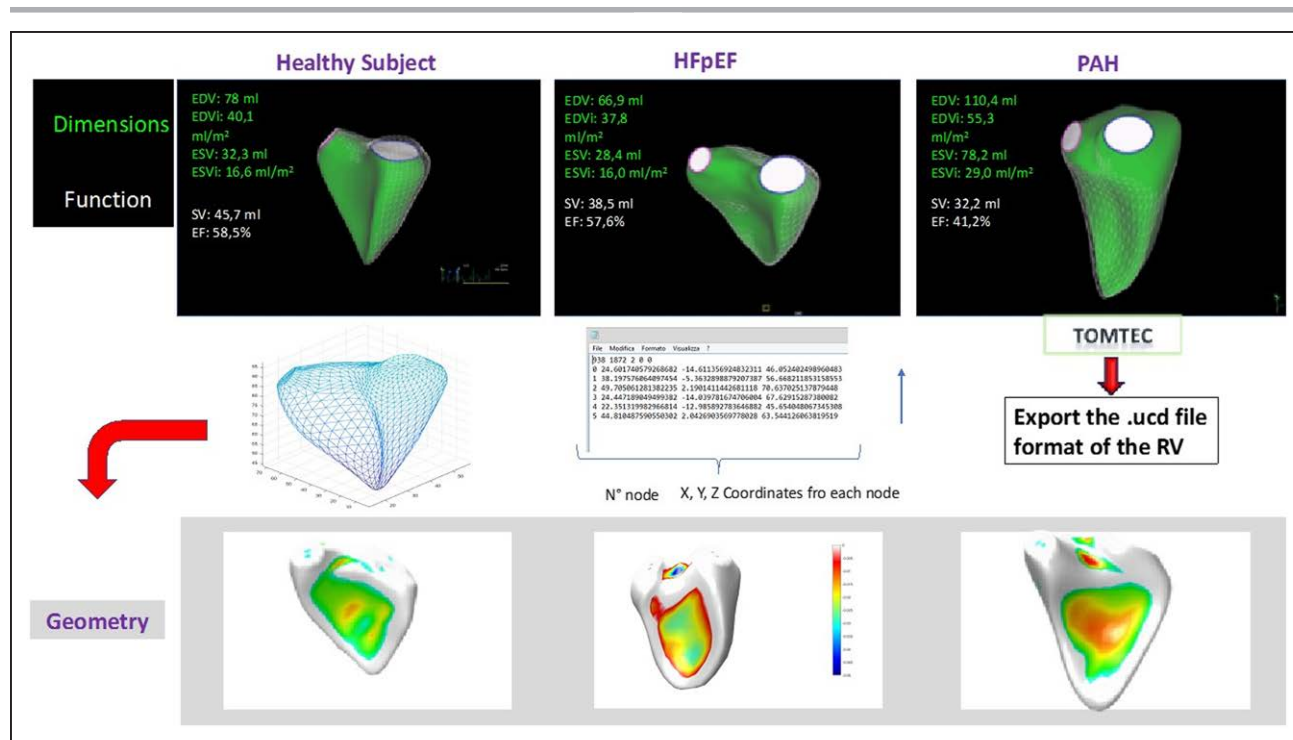 Healthy Subject
HFpEF
PAH
Dimensions
Function
EDV: 78 ml
EDVi: 40,1
ml/m²
ESV: 32,3 ml
ESVi: 16,6 ml/m²
SV: 45,7 ml
EF: 58,5%
EDV: 66,9 ml
EDVi: 37,8
ml/m²
ESV: 28,4 ml
ESVi: 16,0 ml/m²
SV: 38,5 ml
EF: 57,6%
EDV: 110,4 ml
EDVi: 55,3
ml/m²
ESV: 78,2 ml
ESVi: 29,0 ml/m²
SV: 32,2 ml
EF: 41,2%
File Modifica Formato Visualizza ?
938 1872 2 0 0
0 24.601740579268682 -14.611356924832311 46.052402498960483
1 38.197576064097454 -5.3632898879207387 56.668211853158553
2 49.705061281382235 2.1901411442681118 70.637025137879448
3 24.447189049499382 -14.039781674706004 67.62915287380082
4 22.351319982966814 -12.985892783646882 45.654048067345308
5 44.810487590550302 2.0426903569778028 63.544126063819519
N° node
X, Y, Z Coordinates fro each node
TOMTEC
Export the .ucd file
format of the RV
Geometry